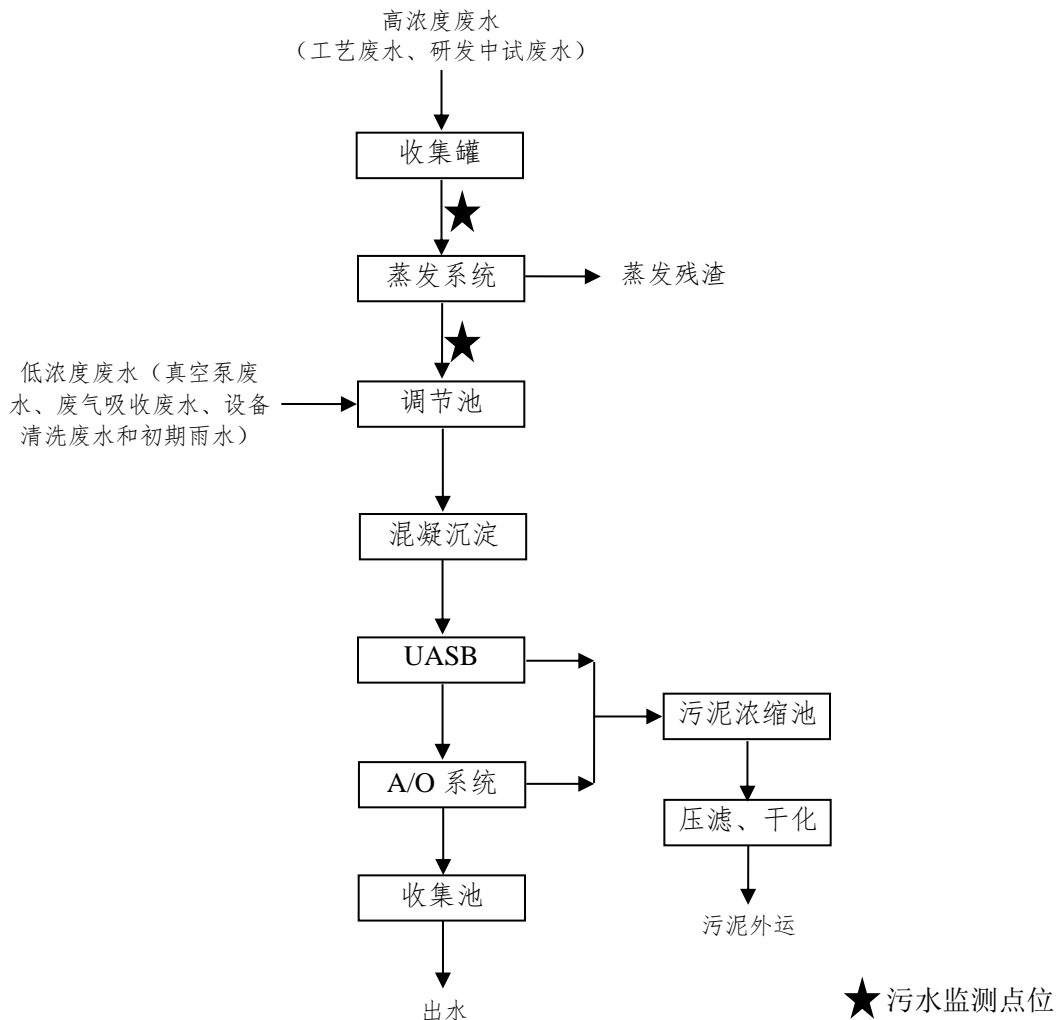 高浓度废水
（工艺废水、研发中试废水）
收集罐
蒸发系统
蒸发残渣
低浓度废水（真空泵废
水、废气吸收废水、设备
清洗废水和初期雨水）
调节池
混凝沉淀
UASB
污泥浓缩池
A/O 系统
压滤、干化
收集池
污泥外运
出水
污水监测点位